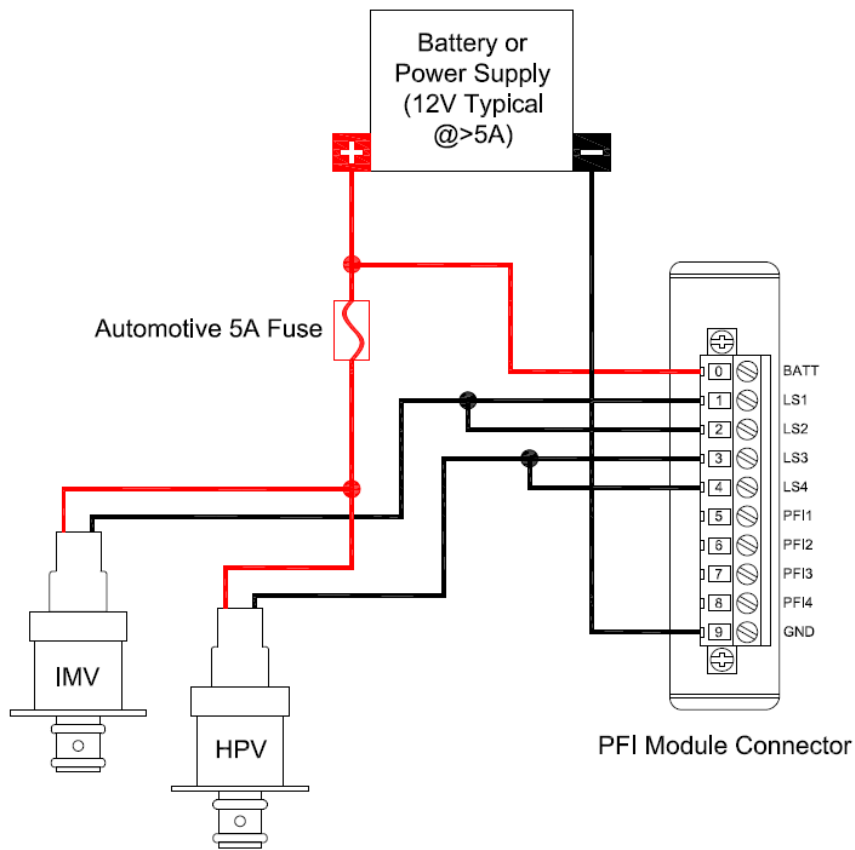 Battery or
Power Supply
(12V Typical
@>5A)
+
-
Automotive 5A Fuse
0 BATT
1 LS1
2 LS2
3 LS3
4 LS4
5 PFI1
6 PFI2
7 PFI3
8 PFI4
9 GND
IMV
HPV
PFI Module Connector